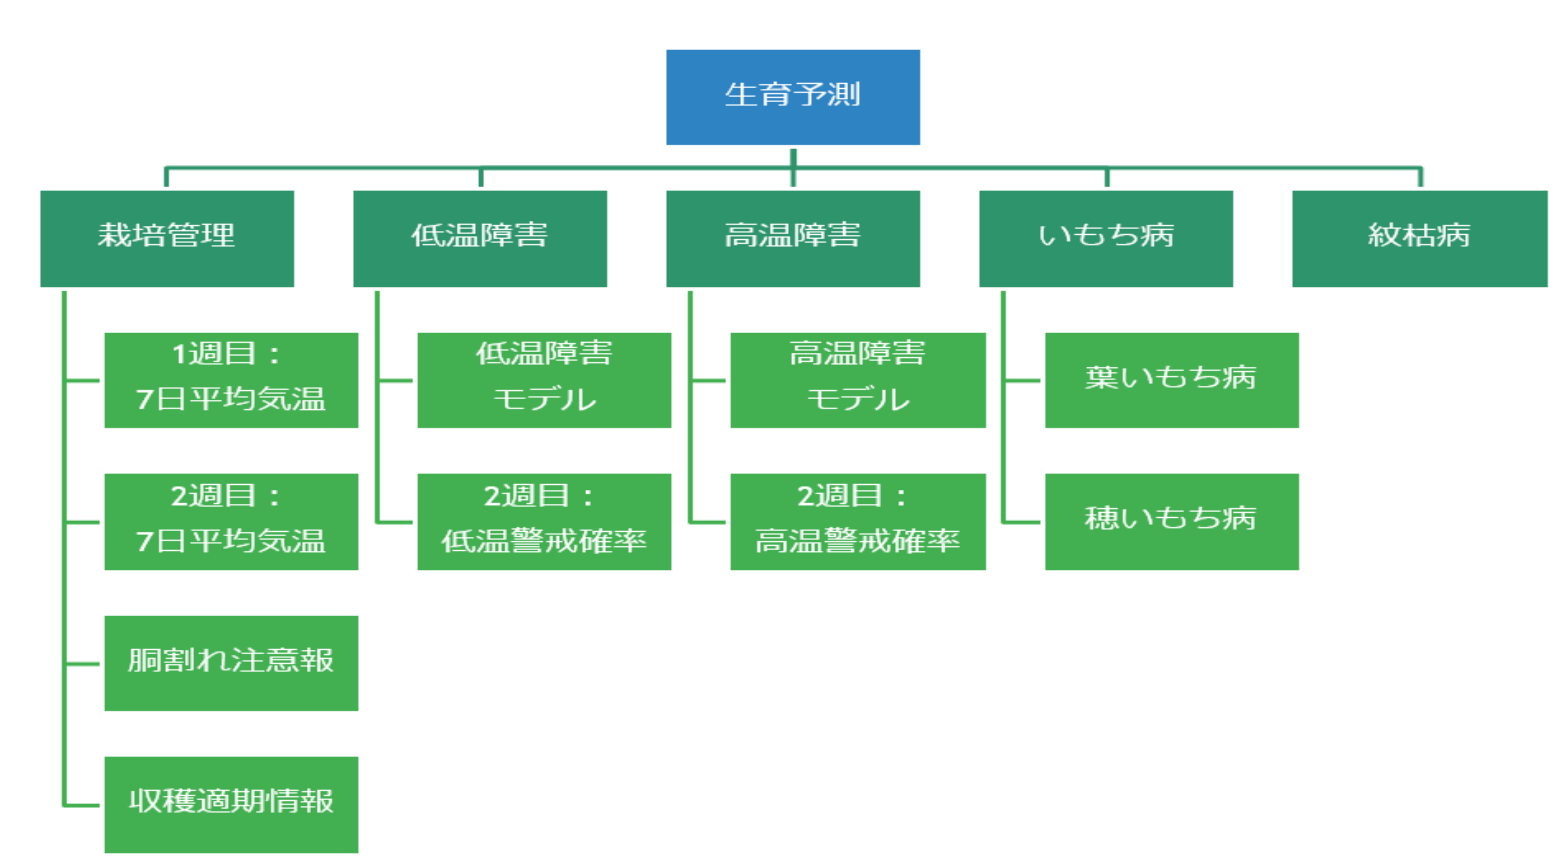 生育予測
栽培管理
低温障害
高温障害
いもち病
紋枯病
1週目：
7日平均気温
2週目：
7日平均気温
胴割れ注意報
収穫適期情報
低温障害
モデル
2週目：
低温警戒確率
高温障害
モデル
2週目：
高温警戒確率
葉いもち病
穂いもち病